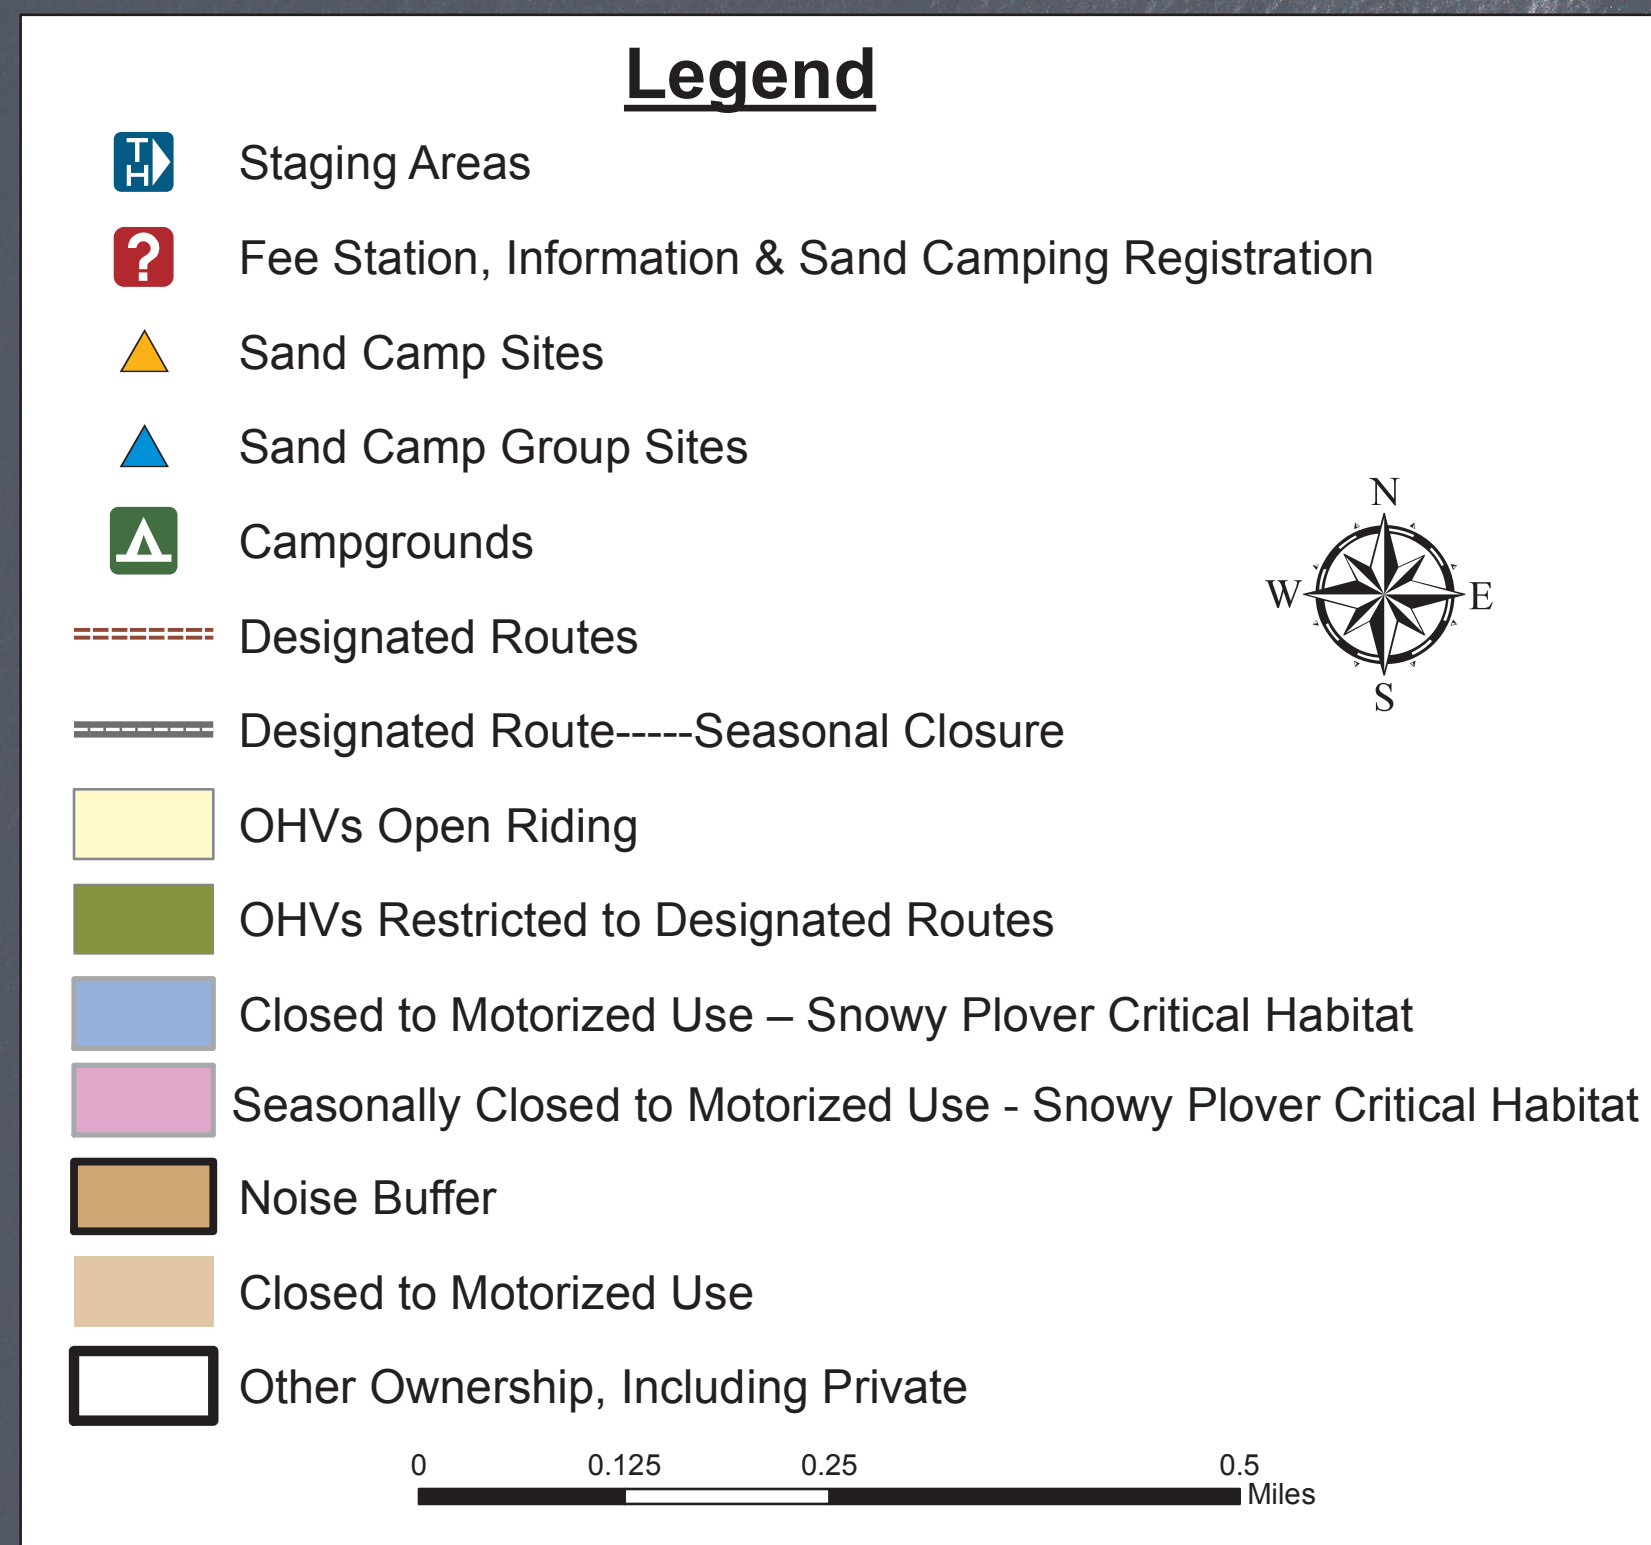 Legend
TH
Staging Areas
?
Fee Station, Information & Sand Camping Registration
Sand Camp Sites
Sand Camp Group Sites
Campgrounds
Designated Routes
Designated Route-----Seasonal Closure
OHVs Open Riding
OHVs Restricted to Designated Routes
Closed to Motorized Use – Snowy Plover Critical Habitat
Seasonally Closed to Motorized Use - Snowy Plover Critical Habitat
Noise Buffer
Closed to Motorized Use
Other Ownership, Including Private
N
W E
S
0 0.125 0.25 0.5
Miles